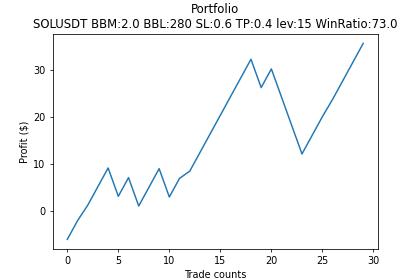 Portfolio
SOLUSDT BBM:2.0 BBL:280 SL:0.6 TP:0.4 lev:15 WinRatio:73.0
30
20
10
0
Profit ($)
0 5 10 15 20 25 30
Trade counts